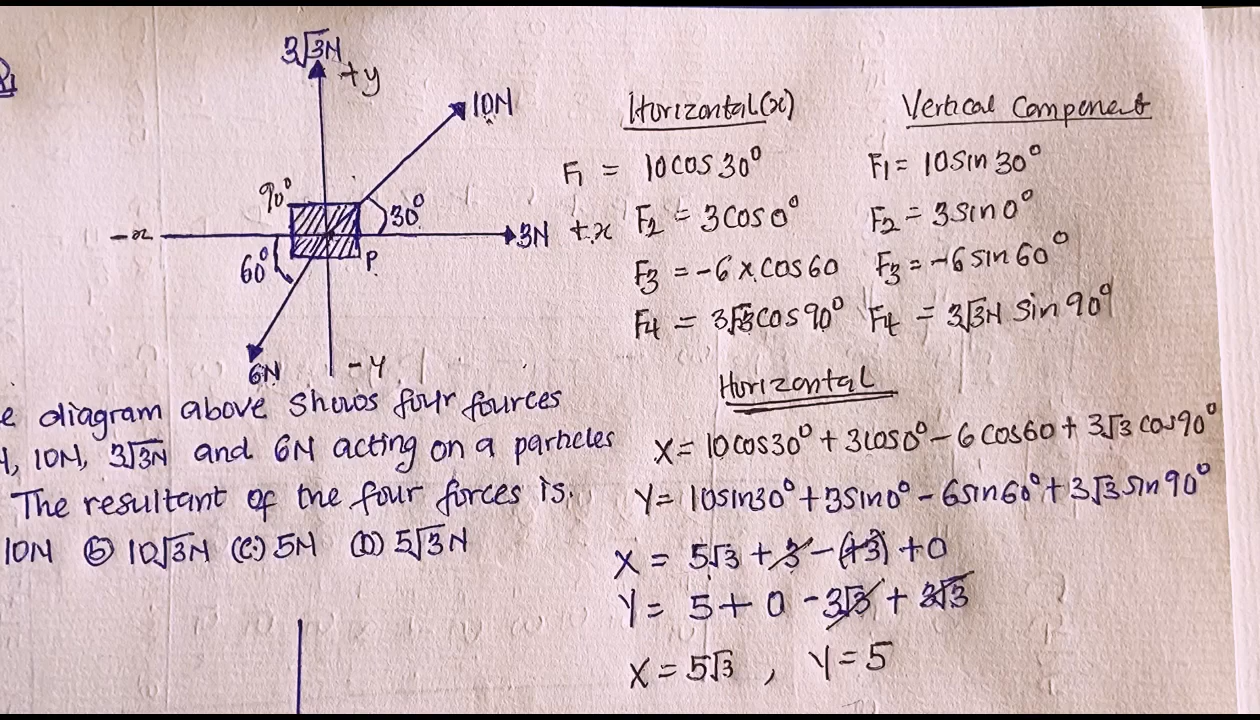 3√3N
+y
10N
90°
30°
-x
3N +x
60°
P
6N
-Y
diagram above shows four fources
10N, 3√3N and 6N acting on a particles
The resultant of the four forces is.
10N (b) 10√3N (c) 5N (D) 5√3N
Horizontal(x)
F1 = 10cos30°
F2 = 3cos0°
F3 = -6 x cos60
F4 = 3√3cos90°
Vertical Component
F1 = 10sin30°
F2 = 3sin0°
F3 = -6sin60°
F4 = 3√3N sin90°
Horizontal
X = 10cos30° + 3cos0° - 6cos60 + 3√3 cos90°
Y = 10sin30° + 3sin0° - 6sin60° + 3√3sin90°
X = 5√3 + 3 - (+3) + 0
Y = 5 + 0 - 3√3 + 3√3
X = 5√3 , Y = 5